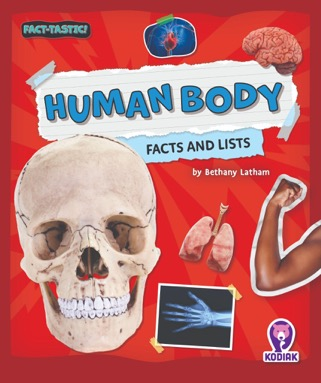 FACT-TASTIC!
HUMAN BODY
FACTS AND LISTS
by Bethany Latham
KODIAK